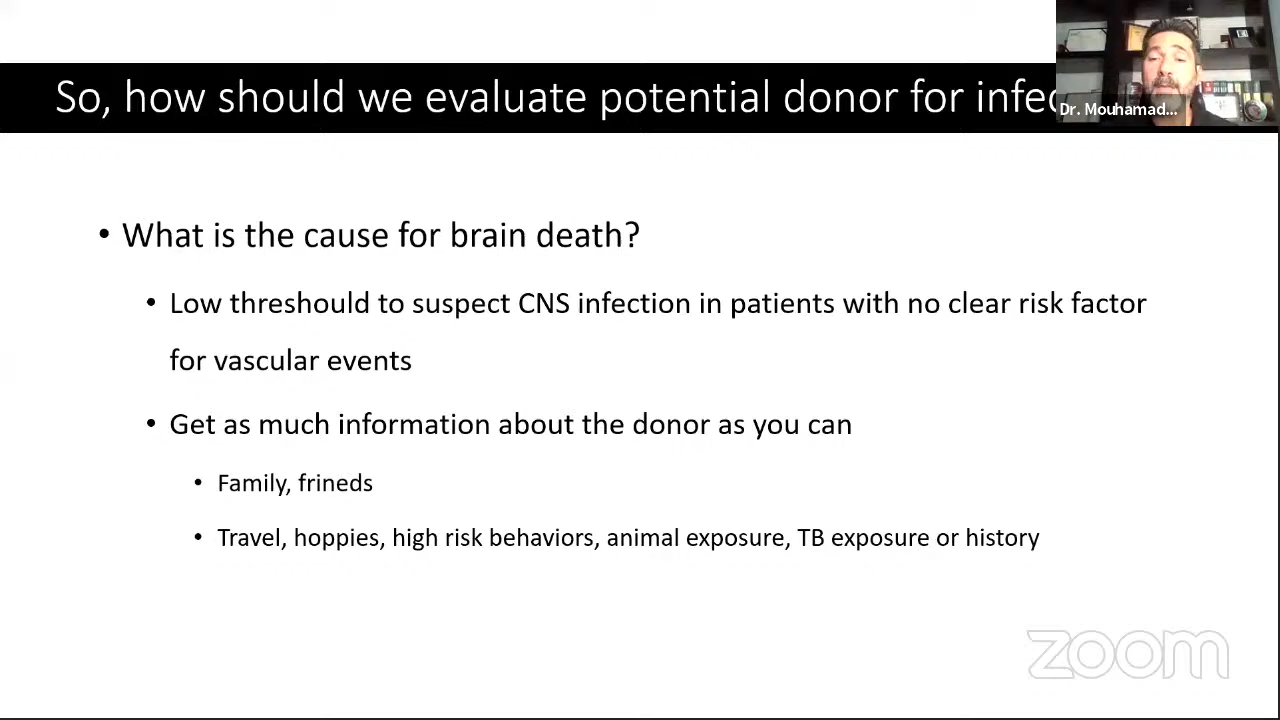 So, how should we evaluate potential donor for infec
Dr. Mouhamad...
• What is the cause for brain death?
• Low threshould to suspect CNS infection in patients with no clear risk factor
for vascular events
• Get as much information about the donor as you can
• Family, frineds
• Travel, hoppies, high risk behaviors, animal exposure, TB exposure or history
zoom